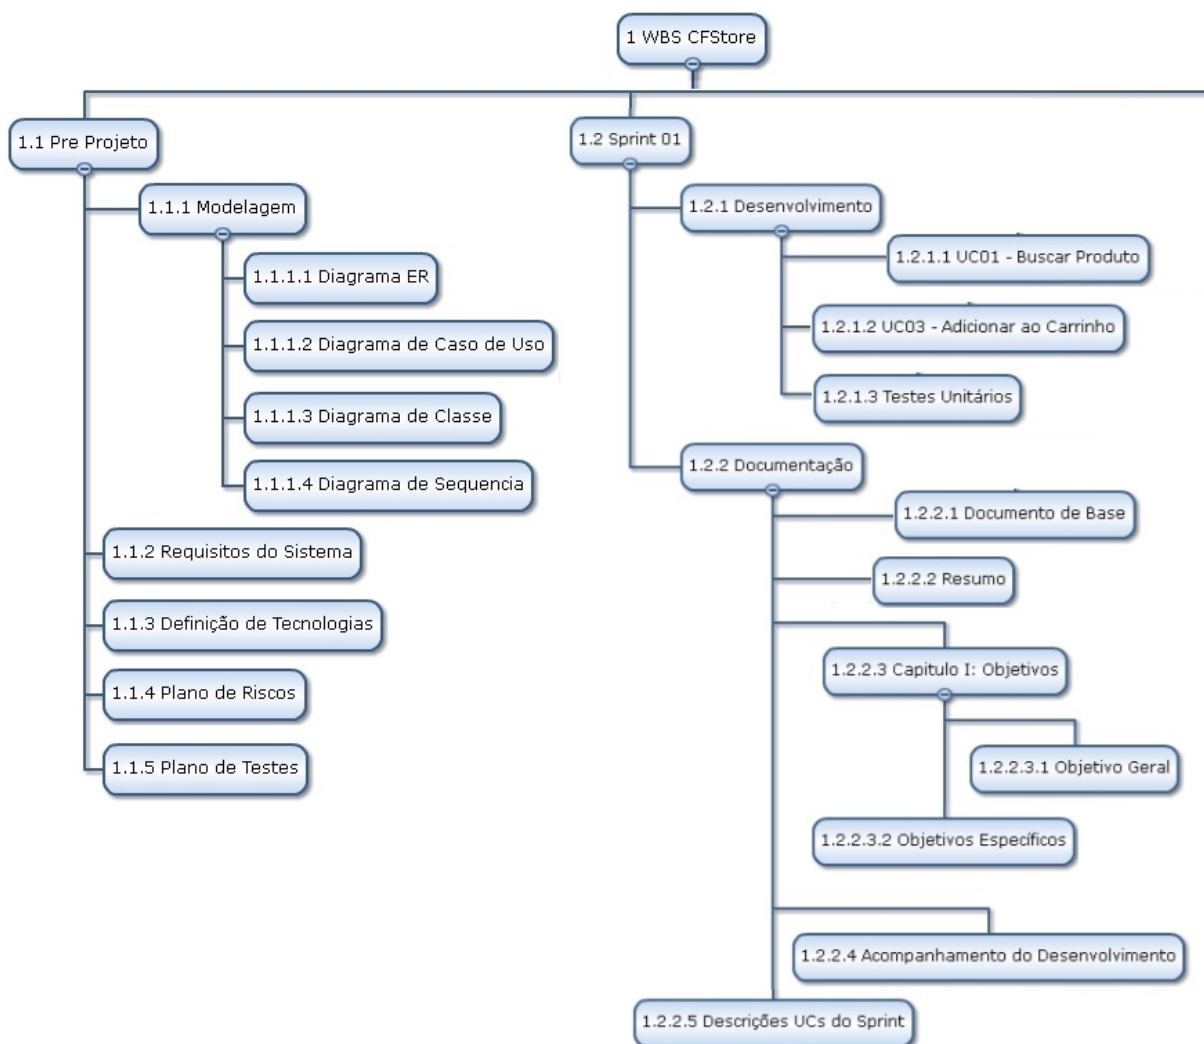 1 WBS CFStore
1.1 Pre Projeto
1.1.1 Modelagem
1.1.1.1 Diagrama ER
1.1.1.2 Diagrama de Caso de Uso
1.1.1.3 Diagrama de Classe
1.1.1.4 Diagrama de Sequencia
1.1.2 Requisitos do Sistema
1.1.3 Definição de Tecnologias
1.1.4 Plano de Riscos
1.1.5 Plano de Testes
1.2 Sprint 01
1.2.1 Desenvolvimento
1.2.1.1 UC01 - Buscar Produto
1.2.1.2 UC03 - Adicionar ao Carrinho
1.2.1.3 Testes Unitários
1.2.2 Documentação
1.2.2.1 Documento de Base
1.2.2.2 Resumo
1.2.2.3 Capitulo I: Objetivos
1.2.2.3.1 Objetivo Geral
1.2.2.3.2 Objetivos Específicos
1.2.2.4 Acompanhamento do Desenvolvimento
1.2.2.5 Descrições UCs do Sprint